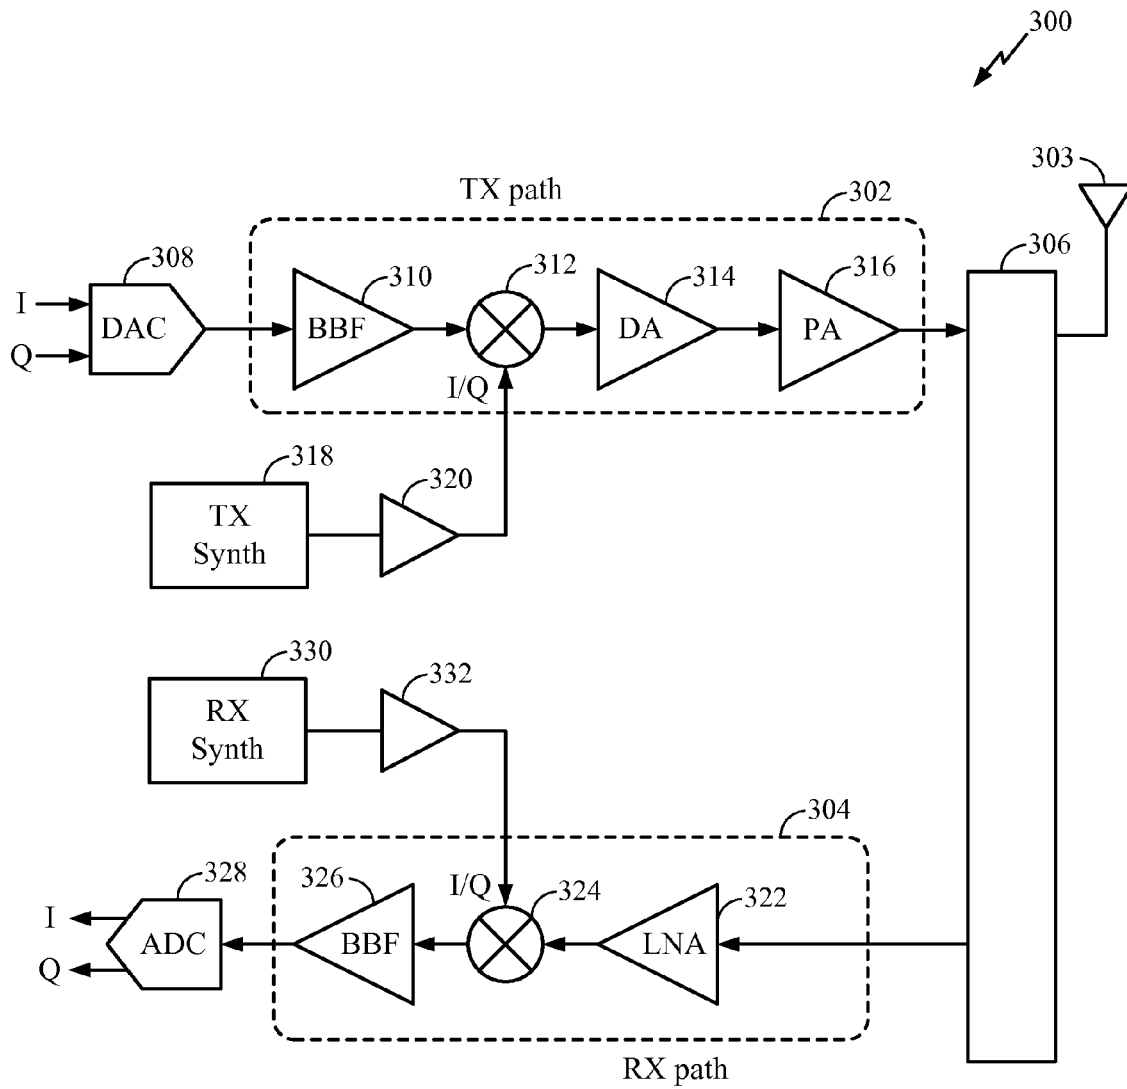 300
303
TX path
302
308
310
312
314
316
306
I
DAC
BBF
DA
PA
Q
I/Q
318
320
TX
Synth
330
332
RX
Synth
304
328
326
I/Q
324
322
I
ADC
BBF
LNA
Q
RX path